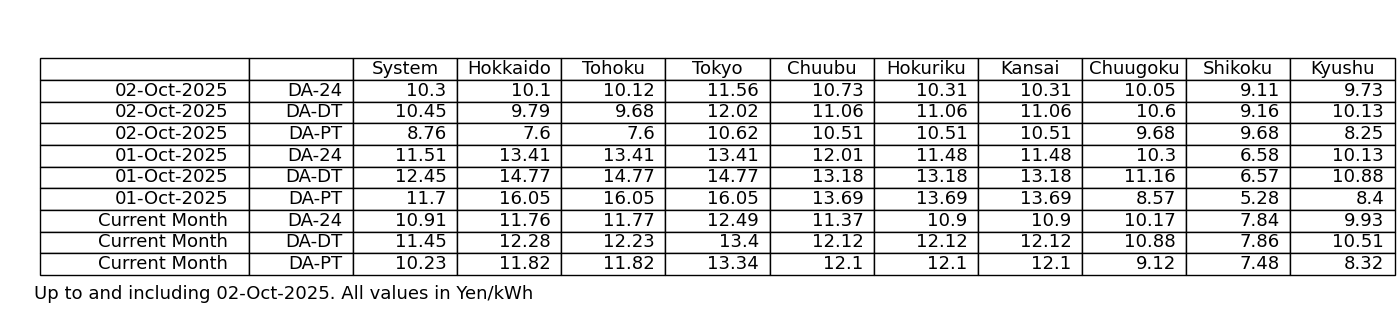 System Hokkaido Tohoku Tokyo Chuubu Hokuriku Kansai Chuugoku Shikoku Kyushu
02-Oct-2025 DA-24 10.3 10.1 10.12 11.56 10.73 10.31 10.31 10.05 9.11 9.73
02-Oct-2025 DA-DT 10.45 9.79 9.68 12.02 11.06 11.06 11.06 10.6 9.16 10.13
02-Oct-2025 DA-PT 8.76 7.6 7.6 10.62 10.51 10.51 10.51 9.68 9.68 8.25
01-Oct-2025 DA-24 11.51 13.41 13.41 13.41 12.01 11.48 11.48 10.3 6.58 10.13
01-Oct-2025 DA-DT 12.45 14.77 14.77 14.77 13.18 13.18 13.18 11.16 6.57 10.88
01-Oct-2025 DA-PT 11.7 16.05 16.05 16.05 13.69 13.69 13.69 8.57 5.28 8.4
Current Month DA-24 10.91 11.76 11.77 12.49 11.37 10.9 10.9 10.17 7.84 9.93
Current Month DA-DT 11.45 12.28 12.23 13.4 12.12 12.12 12.12 10.88 7.86 10.51
Current Month DA-PT 10.23 11.82 11.82 13.34 12.1 12.1 12.1 9.12 7.48 8.32
Up to and including 02-Oct-2025. All values in Yen/kWh